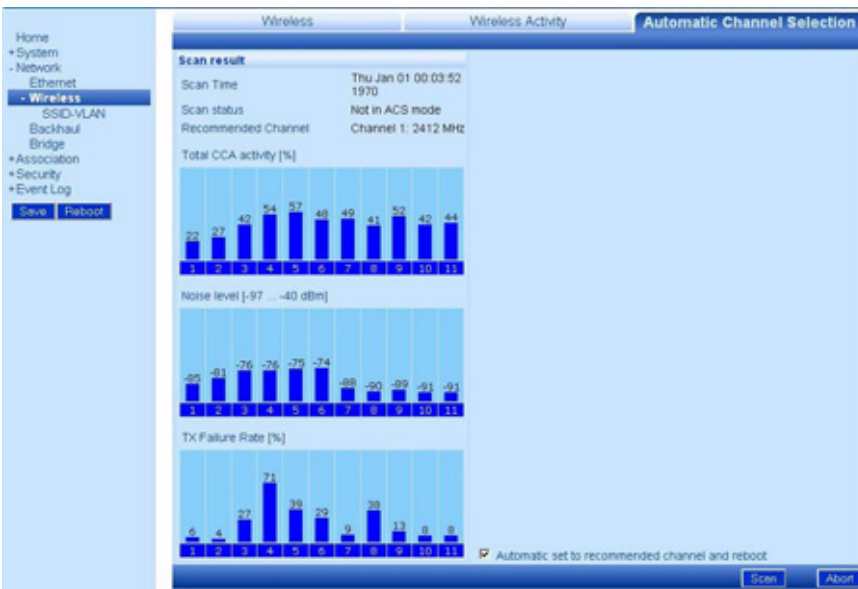 Wireless
Wireless Activity
Automatic Channel Selection
Home
+System
-Network
Ethernet
- Wireless
SSID-VLAN
Backhaul
Bridge
+Association
+Security
+Event Log
Save Reboot
Scan result
Scan Time Thu Jan 01 00:03:52
1970
Scan status Not in ACS mode
Recommended Channel Channel 1: 2412 MHz
Total CCA activity [%]
22 27 42 54 57 48 49 41 52 42 44
1 2 3 4 5 6 7 8 9 10 11
Noise level [-97 ... -40 dBm]
-85 -81 -76 -76 -75 -74 -88 -90 -89 -91 -91
1 2 3 4 5 6 7 8 9 10 11
TX Failure Rate [%]
6 4 27 71 39 29 9 38 13 8 8
1 2 3 4 5 6 7 8 9 10 11
Automatic set to recommended channel and reboot
Scan Abort